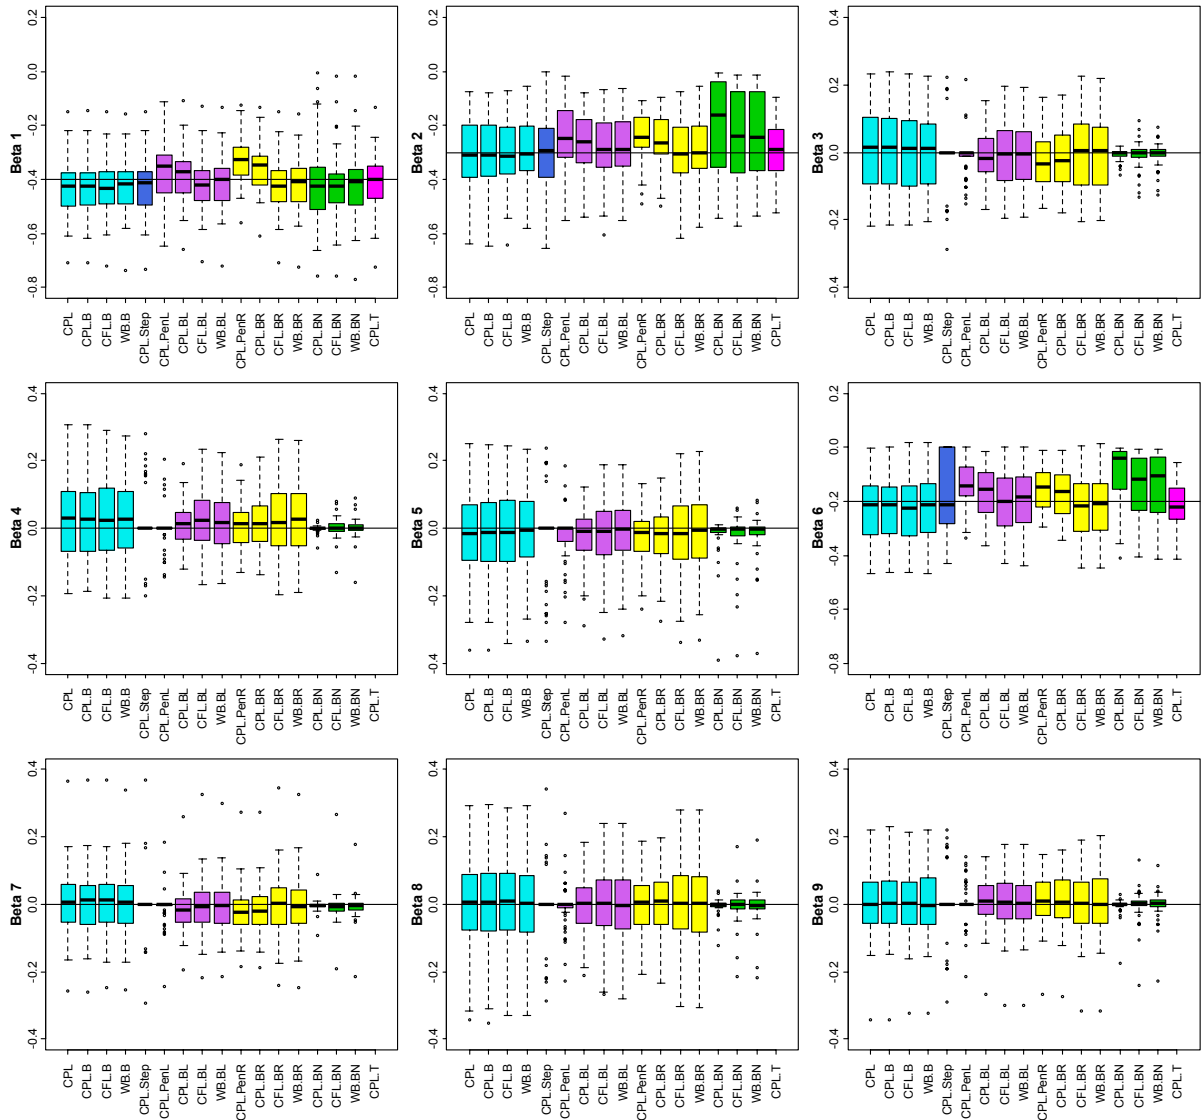 Beta 1
0.2
0.0
-0.2
-0.4
-0.6
-0.8
CPL
CPL.B
CFL.B
WB.B
CPL.Step
CPL.PenL
CPL.BL
CFL.BL
WB.BL
CPL.PenR
CPL.BR
CFL.BR
WB.BR
CPL.BN
CFL.BN
WB.BN
CPL.T
Beta 2
0.2
0.0
-0.2
-0.4
-0.6
-0.8
CPL
CPL.B
CFL.B
WB.B
CPL.Step
CPL.PenL
CPL.BL
CFL.BL
WB.BL
CPL.PenR
CPL.BR
CFL.BR
WB.BR
CPL.BN
CFL.BN
WB.BN
CPL.T
Beta 3
0.4
0.2
0.0
-0.2
-0.4
CPL
CPL.B
CFL.B
WB.B
CPL.Step
CPL.PenL
CPL.BL
CFL.BL
WB.BL
CPL.PenR
CPL.BR
CFL.BR
WB.BR
CPL.BN
CFL.BN
WB.BN
CPL.T
Beta 4
0.4
0.2
0.0
-0.2
-0.4
CPL
CPL.B
CFL.B
WB.B
CPL.Step
CPL.PenL
CPL.BL
CFL.BL
WB.BL
CPL.PenR
CPL.BR
CFL.BR
WB.BR
CPL.BN
CFL.BN
WB.BN
CPL.T
Beta 5
0.4
0.2
0.0
-0.2
-0.4
CPL
CPL.B
CFL.B
WB.B
CPL.Step
CPL.PenL
CPL.BL
CFL.BL
WB.BL
CPL.PenR
CPL.BR
CFL.BR
WB.BR
CPL.BN
CFL.BN
WB.BN
CPL.T
Beta 6
0.2
0.0
-0.2
-0.4
-0.6
-0.8
CPL
CPL.B
CFL.B
WB.B
CPL.Step
CPL.PenL
CPL.BL
CFL.BL
WB.BL
CPL.PenR
CPL.BR
CFL.BR
WB.BR
CPL.BN
CFL.BN
WB.BN
CPL.T
Beta 7
0.4
0.2
0.0
-0.2
-0.4
CPL
CPL.B
CFL.B
WB.B
CPL.Step
CPL.PenL
CPL.BL
CFL.BL
WB.BL
CPL.PenR
CPL.BR
CFL.BR
WB.BR
CPL.BN
CFL.BN
WB.BN
CPL.T
Beta 8
0.4
0.2
0.0
-0.2
-0.4
CPL
CPL.B
CFL.B
WB.B
CPL.Step
CPL.PenL
CPL.BL
CFL.BL
WB.BL
CPL.PenR
CPL.BR
CFL.BR
WB.BR
CPL.BN
CFL.BN
WB.BN
CPL.T
Beta 9
0.4
0.2
0.0
-0.2
-0.4
CPL
CPL.B
CFL.B
WB.B
CPL.Step
CPL.PenL
CPL.BL
CFL.BL
WB.BL
CPL.PenR
CPL.BR
CFL.BR
WB.BR
CPL.BN
CFL.BN
WB.BN
CPL.T